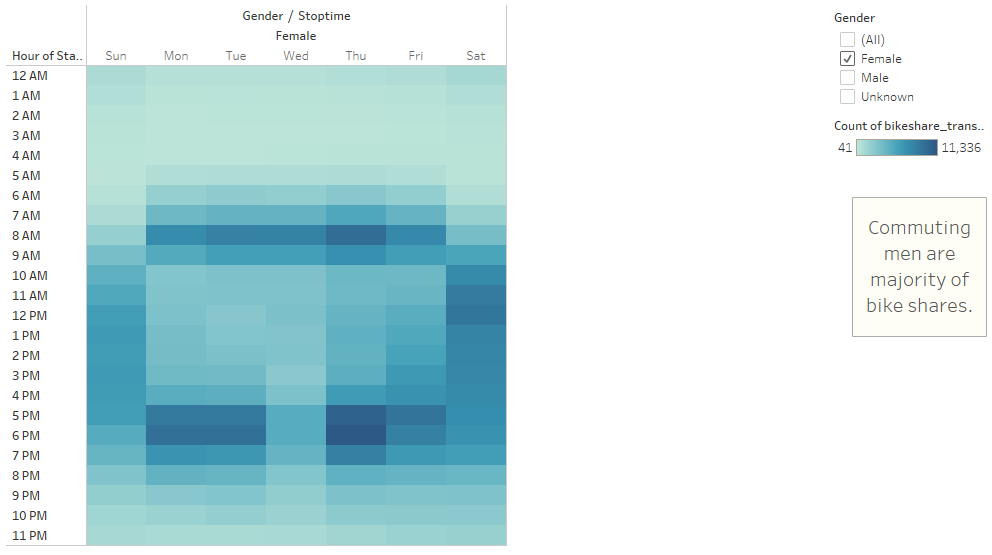 Gender / Stoptime
Female
Hour of Sta.. Sun Mon Tue Wed Thu Fri Sat
12 AM
1 AM
2 AM
3 AM
4 AM
5 AM
6 AM
7 AM
8 AM
9 AM
10 AM
11 AM
12 PM
1 PM
2 PM
3 PM
4 PM
5 PM
6 PM
7 PM
8 PM
9 PM
10 PM
11 PM
Gender
(All)
Female
Male
Unknown
Count of bikeshare_trans..
41 11,336
Commuting
men are
majority of
bike shares.